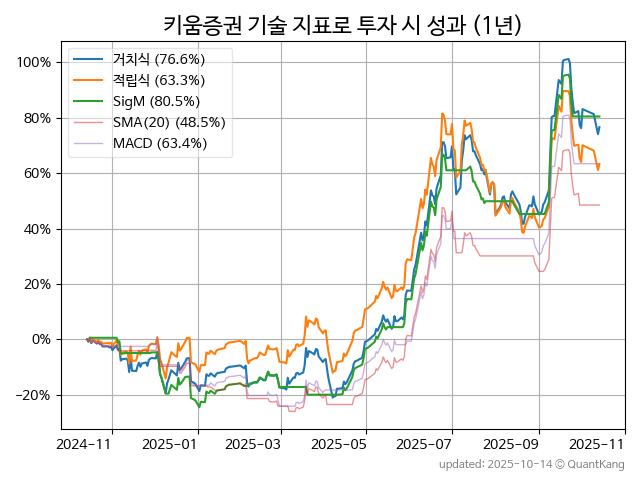 키움증권 기술 지표로 투자 시 성과 (1년)
거치식 (76.6%)
적립식 (63.3%)
SigM (80.5%)
SMA(20) (48.5%)
MACD (63.4%)
100%
80%
60%
40%
20%
0%
−20%
2024-11 2025-01 2025-03 2025-05 2025-07 2025-09 2025-11
updated: 2025-10-14 © QuantKang